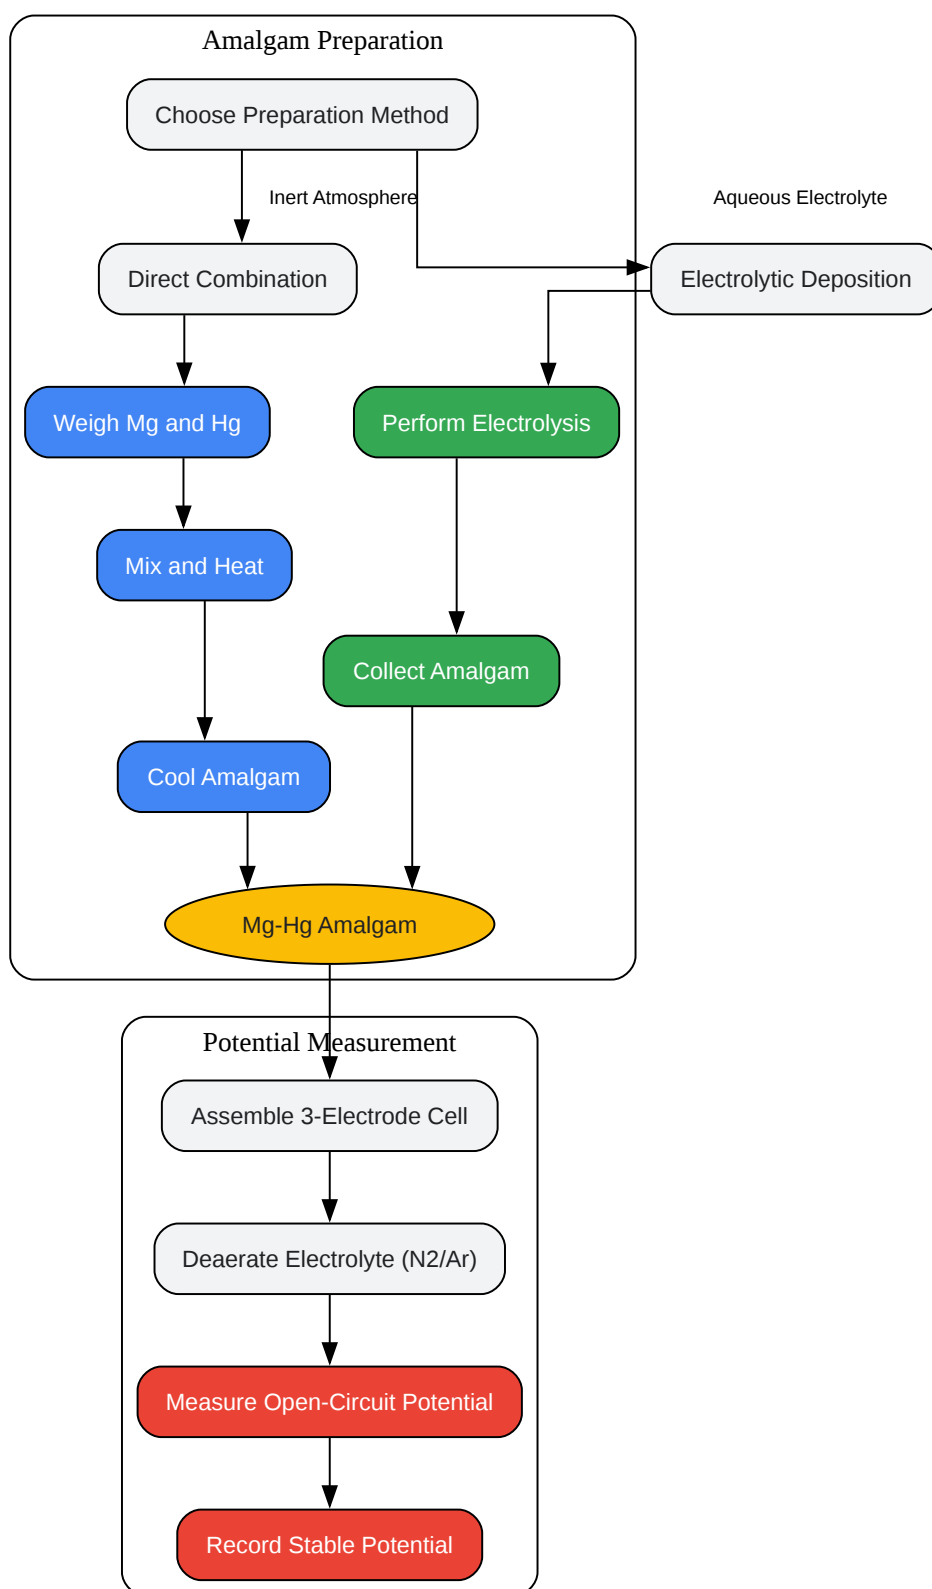 Amalgam Preparation
Choose Preparation Method
Inert Atmosphere
Aqueous Electrolyte
Direct Combination
Electrolytic Deposition
Weigh Mg and Hg
Perform Electrolysis
Mix and Heat
Collect Amalgam
Cool Amalgam
Mg-Hg Amalgam
Potential Measurement
Assemble 3-Electrode Cell
Deaerate Electrolyte (N2/Ar)
Measure Open-Circuit Potential
Record Stable Potential